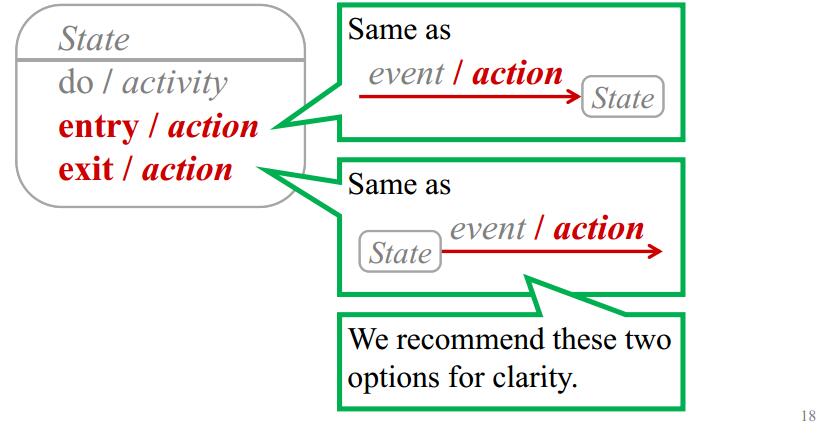 State
do / activity
entry / action
exit / action
Same as
event / action
State
Same as
event / action
State
We recommend these two
options for clarity.
18